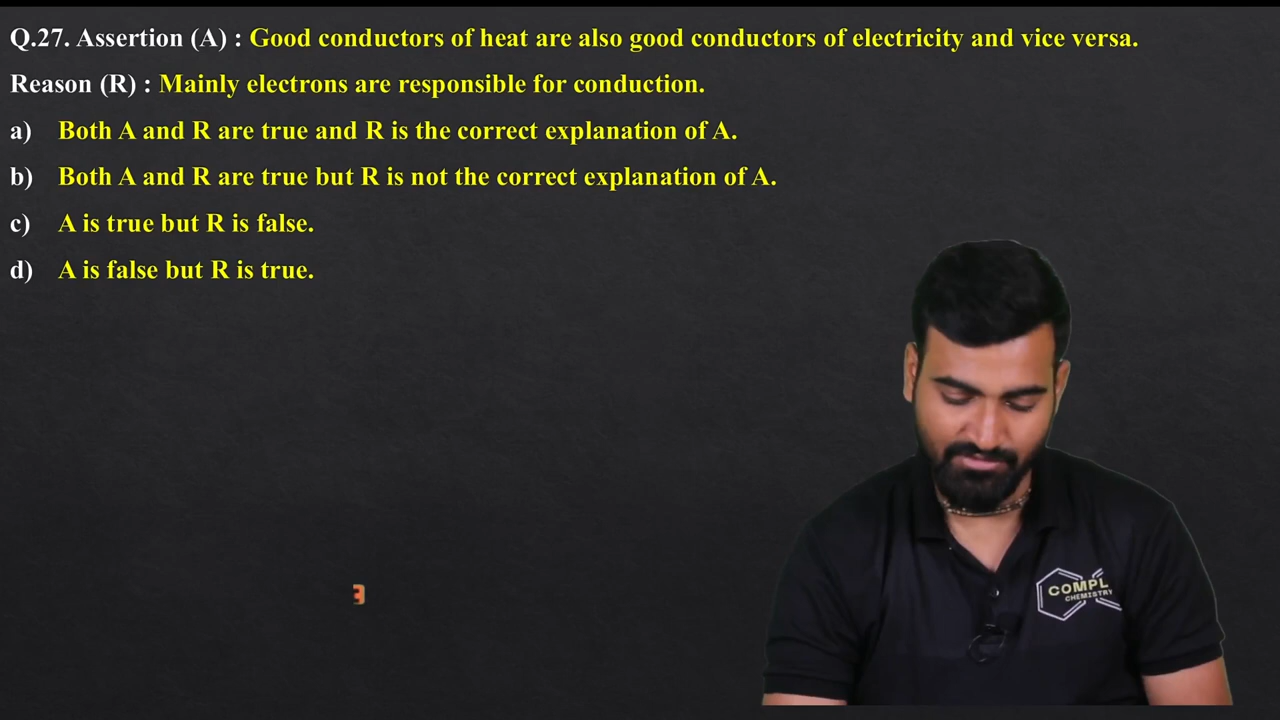 Q.27. Assertion (A) : Good conductors of heat are also good conductors of electricity and vice versa.
Reason (R) : Mainly electrons are responsible for conduction.
a) Both A and R are true and R is the correct explanation of A.
b) Both A and R are true but R is not the correct explanation of A.
c) A is true but R is false.
d) A is false but R is true.
COMPL
CHEMISTRY